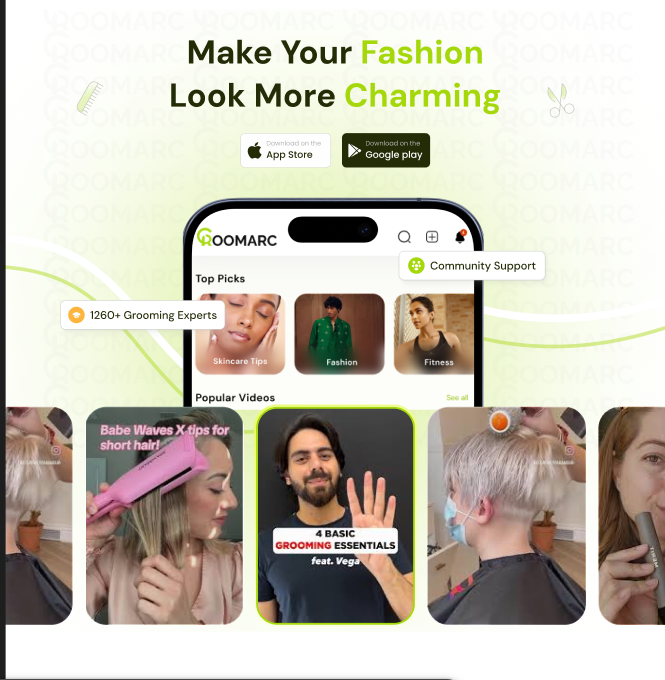 Make Your Fashion
Look More Charming
Download on the
App Store
Download on the
Google play
ROOMARC
Community Support
Top Picks
1260+ Grooming Experts
Skincare Tips
Fashion
Fitness
Popular Videos
See all
Babe Waves X tips for
short hair!
4 BASIC
GROOMING ESSENTIALS
feat. Vega